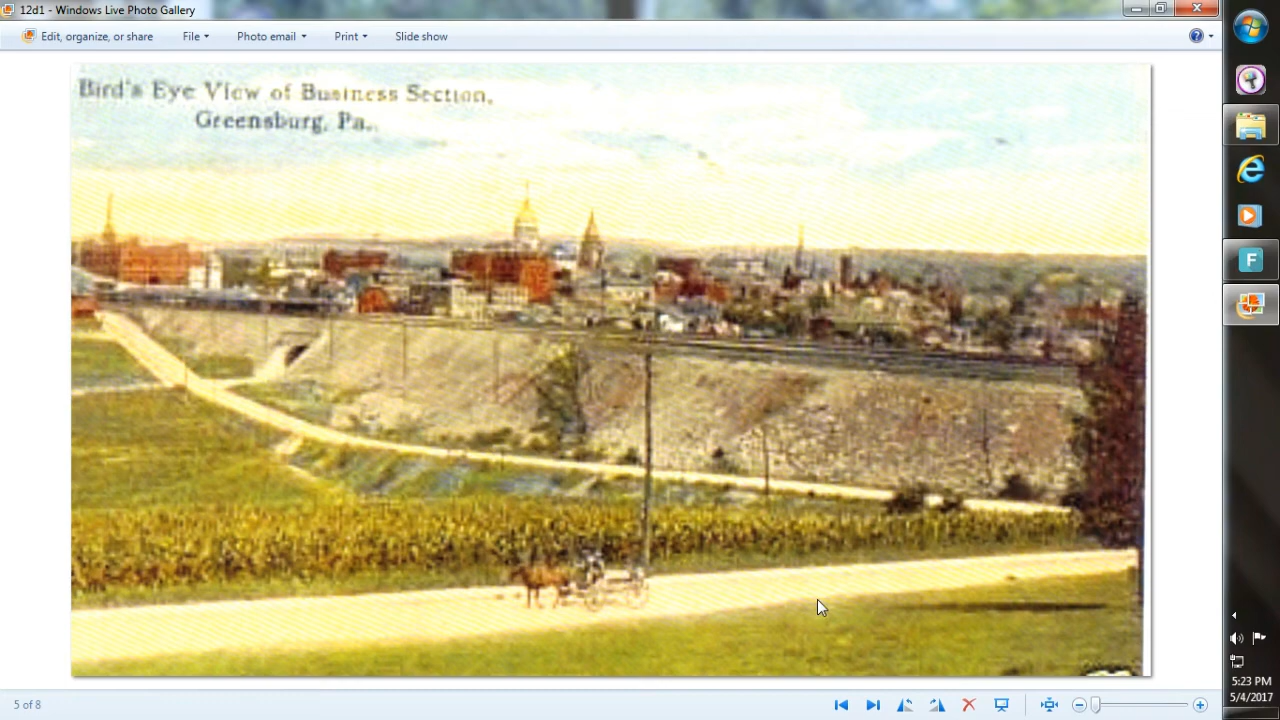 12d1 - Windows Live Photo Gallery
Edit, organize, or share File Photo email Print Slide show
Bird's Eye View of Business Section,
Greensburg, Pa.
F
5 of 8
5:23 PM
5/4/2017